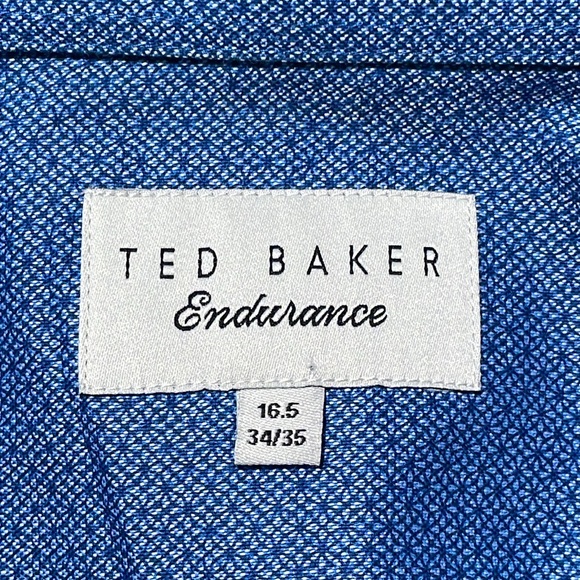 TED BAKER
Endurance
16.5
34/35